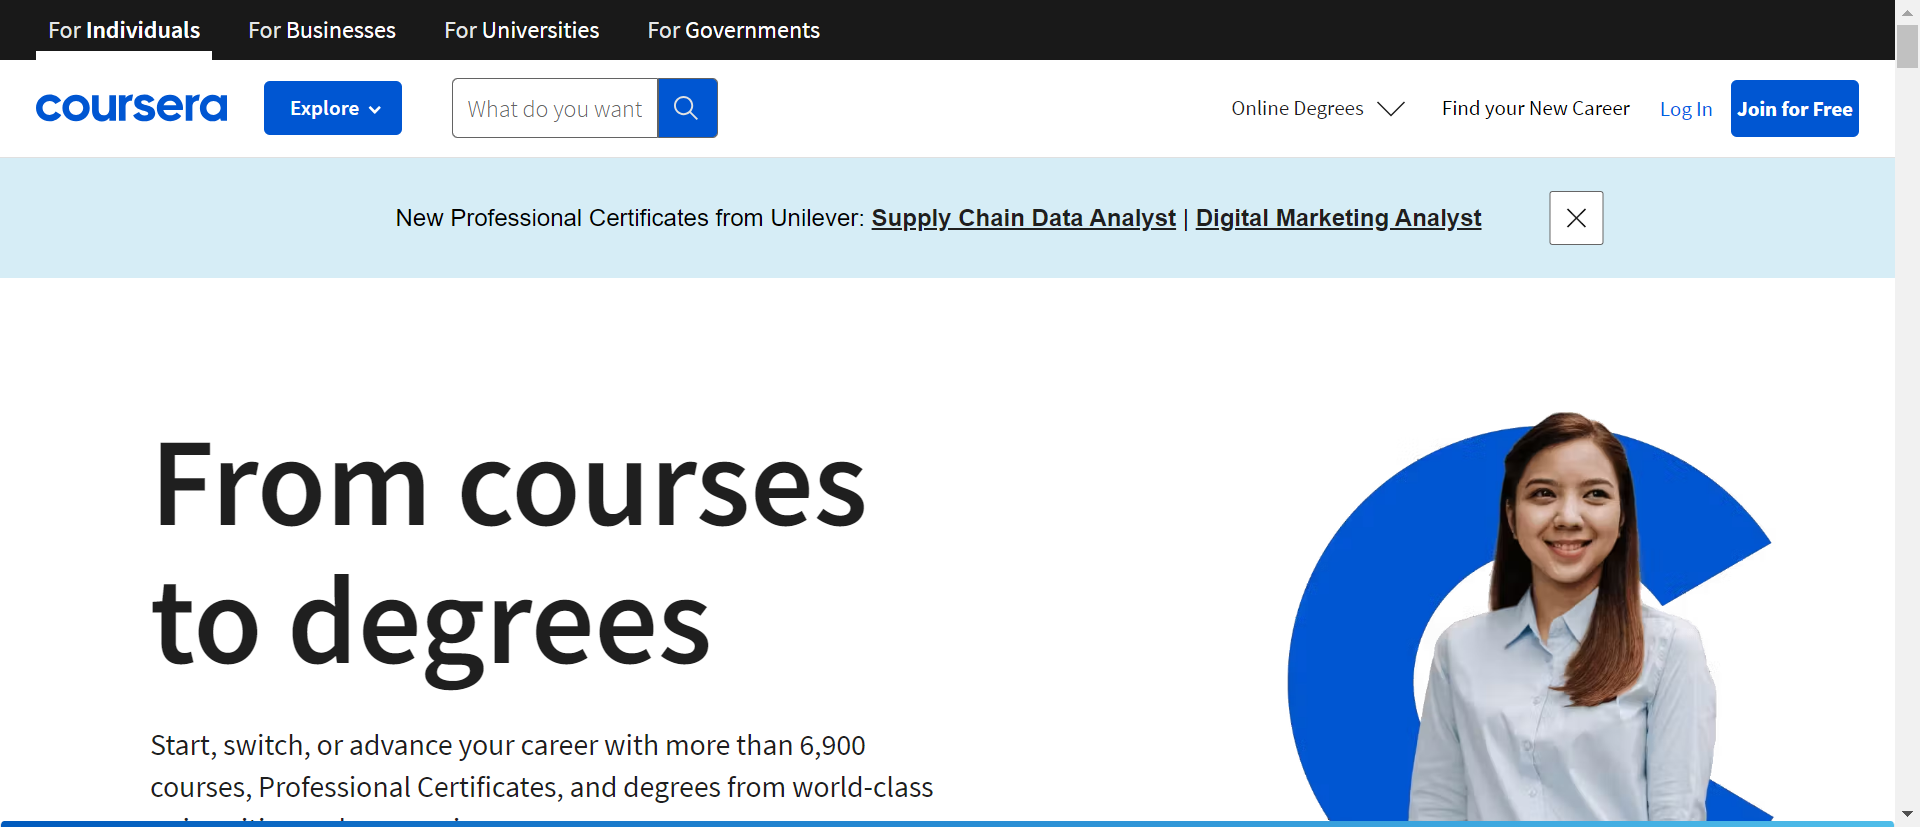 For Individuals For Businesses For Universities For Governments
coursera Explore What do you want Online Degrees Find your New Career Log In Join for Free
New Professional Certificates from Unilever: Supply Chain Data Analyst | Digital Marketing Analyst
From courses
to degrees
Start, switch, or advance your career with more than 6,900
courses, Professional Certificates, and degrees from world-class